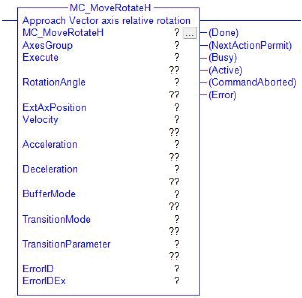 MC_MoveRotateH
Approach Vector axis relative rotation
MC_MoveRotateH ? ... (Done)
AxesGroup ? (NextActionPermit)
Execute ? (Busy)
?? (Active)
RotationAngle ? (CommandAborted)
?? (Error)
ExtAxPosition ?
Velocity ?
??
Acceleration ?
??
Deceleration ?
??
BufferMode ?
??
TransitionMode ?
??
TransitionParameter ?
??
ErrorID ?
ErrorIDEx ?